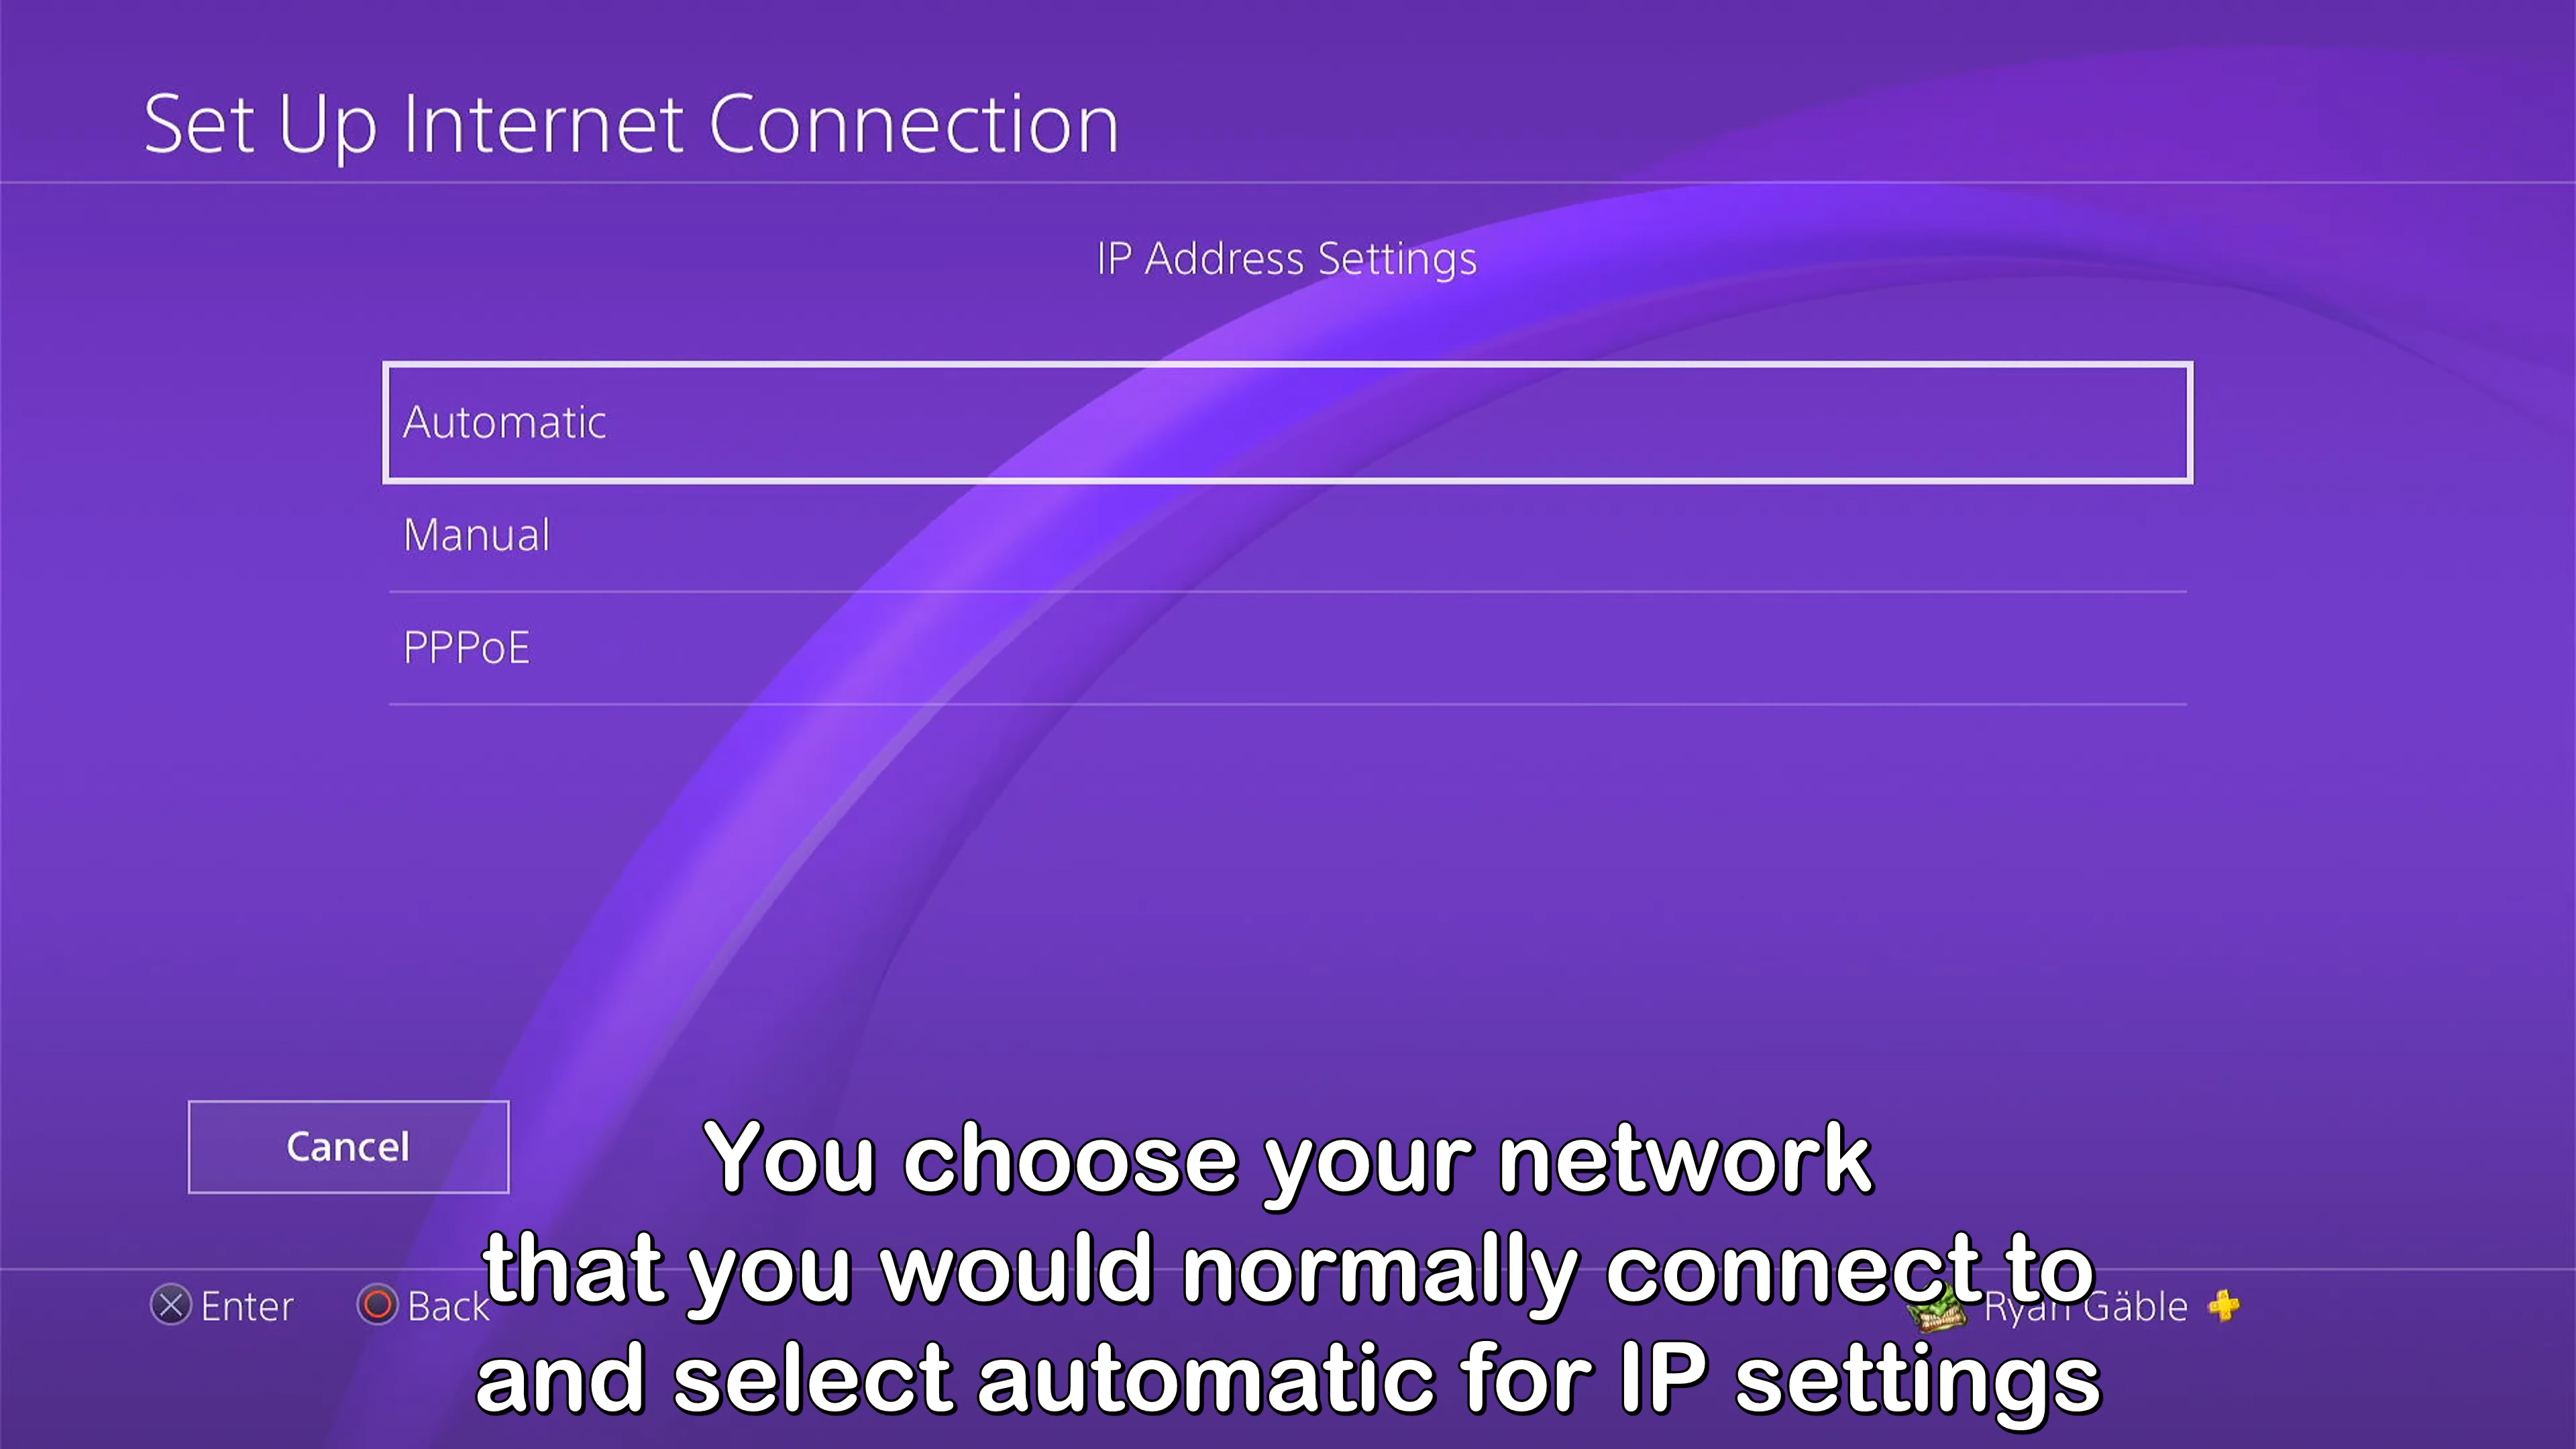 Set Up Internet Connection
IP Address Settings
Automatic
Manual
PPPoE
Cancel
You choose your network
that you would normally connect to
and select automatic for IP settings
Enter
Back
Ryan Gäble